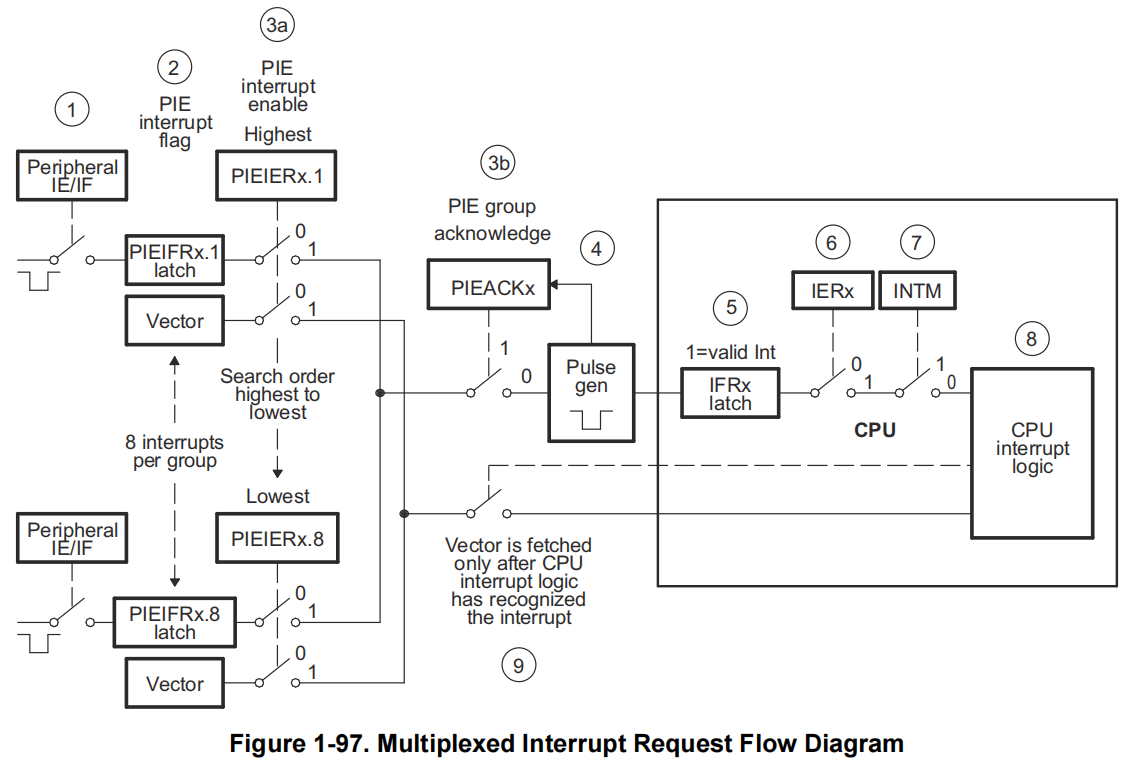 3a
2
PIE
interrupt
enable
1
PIE
interrupt
flag
Highest
Peripheral
IE/IF
PIEIERx.1
3b
PIE group
acknowledge
0
1
PIEIFRx.1
latch
4
6
7
PIEACKx
IERx
INTM
Vector
0
1
5
8
1
0
Pulse
gen
1=valid Int
IFRx
latch
0
1
1
0
Search order
highest to
lowest
CPU
CPU
interrupt
logic
8 interrupts
per group
Lowest
Peripheral
IE/IF
PIEIERx.8
Vector is fetched
only after CPU
interrupt logic
has recognized
the interrupt
0
1
PIEIFRx.8
latch
Vector
0
1
9
Figure 1-97. Multiplexed Interrupt Request Flow Diagram